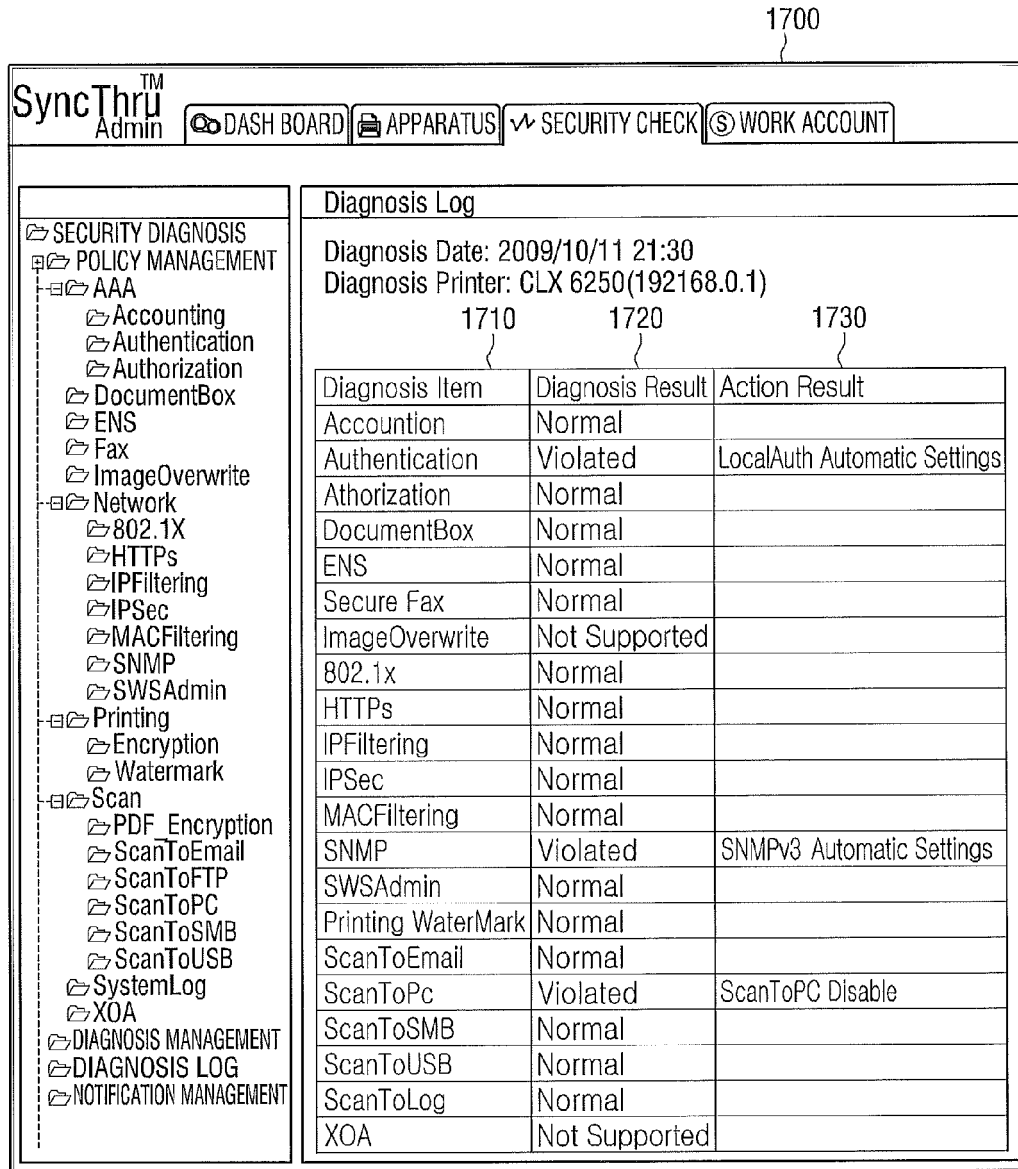 1700
SyncThru™
Admin
DASH BOARD APPARATUS SECURITY CHECK Ⓢ WORK ACCOUNT
SECURITY DIAGNOSIS
POLICY MANAGEMENT
AAA
Accounting
Authentication
Authorization
DocumentBox
ENS
Fax
ImageOverwrite
Network
802.1X
HTTPs
IPFiltering
IPSec
MACFiltering
SNMP
SWSAdmin
Printing
Encryption
Watermark
Scan
PDF_Encryption
ScanToEmail
ScanToFTP
ScanToPC
ScanToSMB
ScanToUSB
SystemLog
XOA
DIAGNOSIS MANAGEMENT
DIAGNOSIS LOG
NOTIFICATION MANAGEMENT
Diagnosis Log
Diagnosis Date: 2009/10/11 21:30
Diagnosis Printer: CLX 6250(192168.0.1)
1710 1720 1730
Diagnosis Item Diagnosis Result Action Result
Accountion Normal
Authentication Violated LocalAuth Automatic Settings
Athorization Normal
DocumentBox Normal
ENS Normal
Secure Fax Normal
ImageOverwrite Not Supported
802.1x Normal
HTTPs Normal
IPFiltering Normal
IPSec Normal
MACFiltering Normal
SNMP Violated SNMPv3 Automatic Settings
SWSAdmin Normal
Printing WaterMark Normal
ScanToEmail Normal
ScanToPc Violated ScanToPC Disable
ScanToSMB Normal
ScanToUSB Normal
ScanToLog Normal
XOA Not Supported